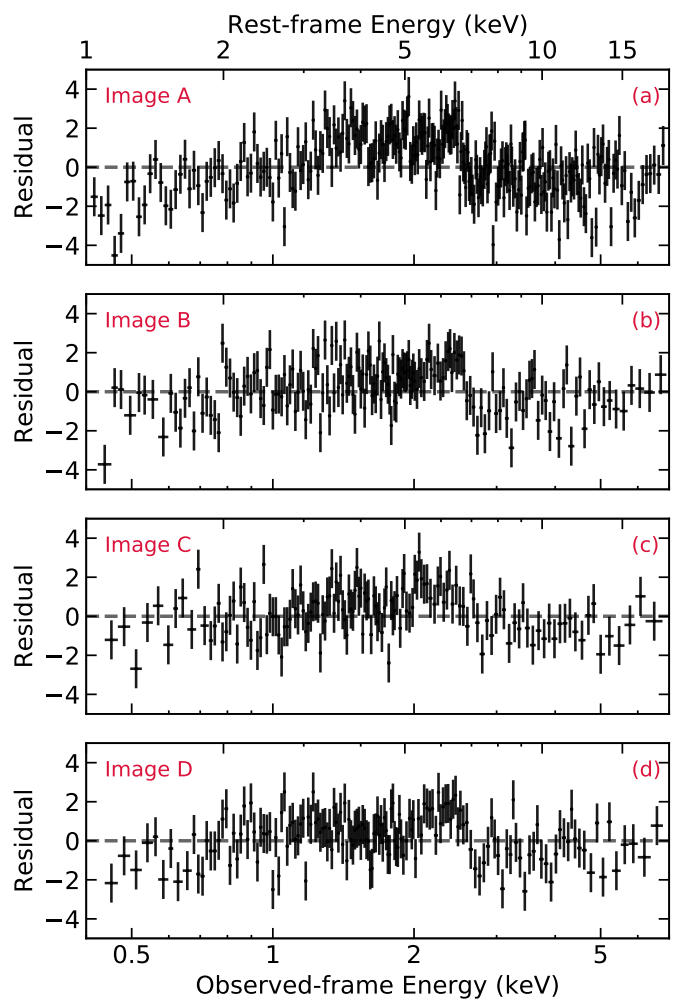 Rest-frame Energy (keV)
1 2 5 10 15
Image A (a)
4
2
0
−2
−4
Residual
Image B (b)
4
2
0
−2
−4
Residual
Image C (c)
4
2
0
−2
−4
Residual
Image D (d)
4
2
0
−2
−4
Residual
0.5 1 2 5
Observed-frame Energy (keV)